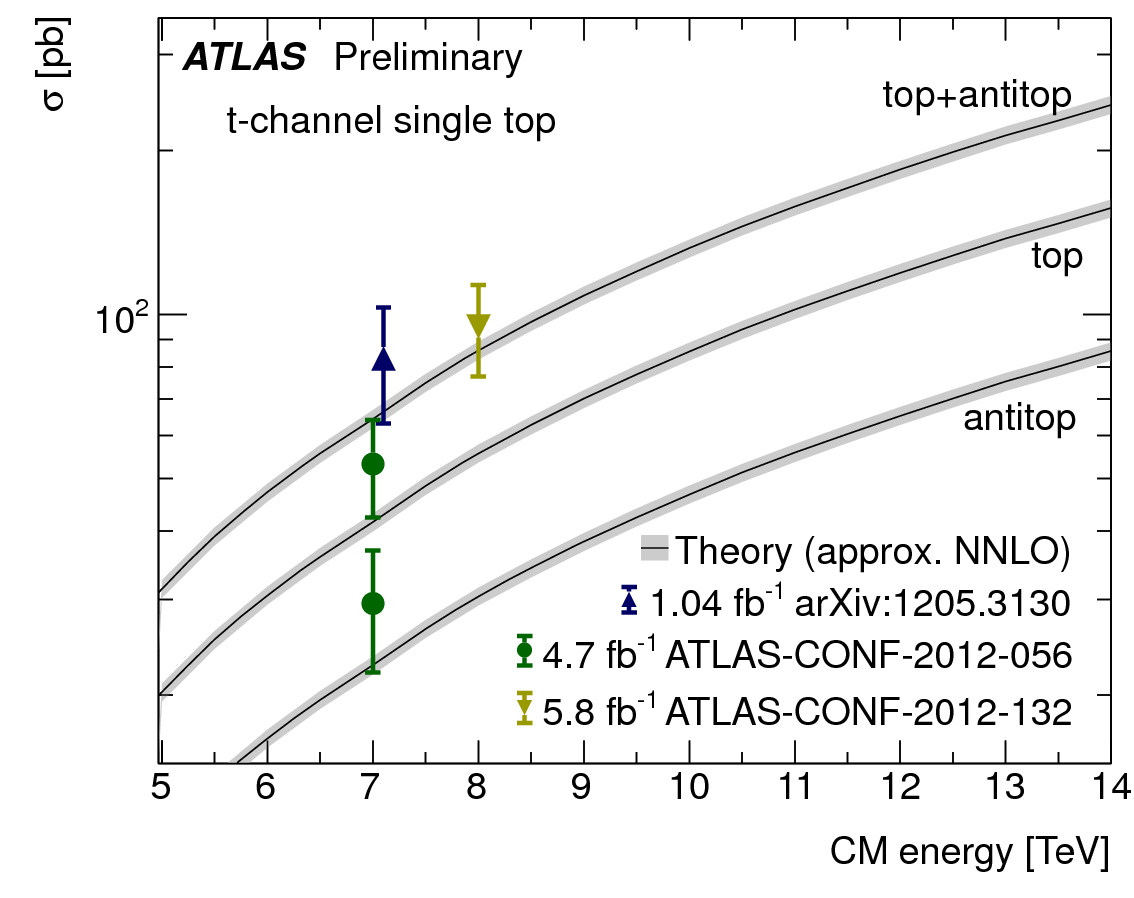 σ [pb]
ATLAS Preliminary
t-channel single top
top+antitop
top
antitop
10²
Theory (approx. NNLO)
1.04 fb⁻¹ arXiv:1205.3130
4.7 fb⁻¹ ATLAS-CONF-2012-056
5.8 fb⁻¹ ATLAS-CONF-2012-132
5 6 7 8 9 10 11 12 13 14
CM energy [TeV]